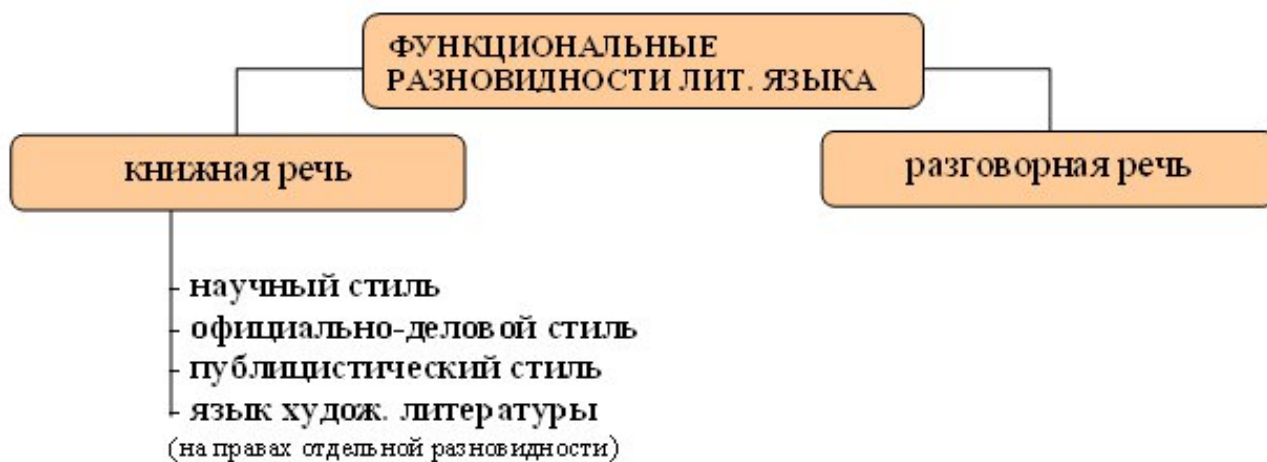 ФУНКЦИОНАЛЬНЫЕ
РАЗНОВИДНОСТИ ЛИТ. ЯЗЫКА
книжная речь
разговорная речь
- научный стиль
- официально-деловой стиль
- публицистический стиль
- язык худож. литературы
(на правах отдельной разновидности)